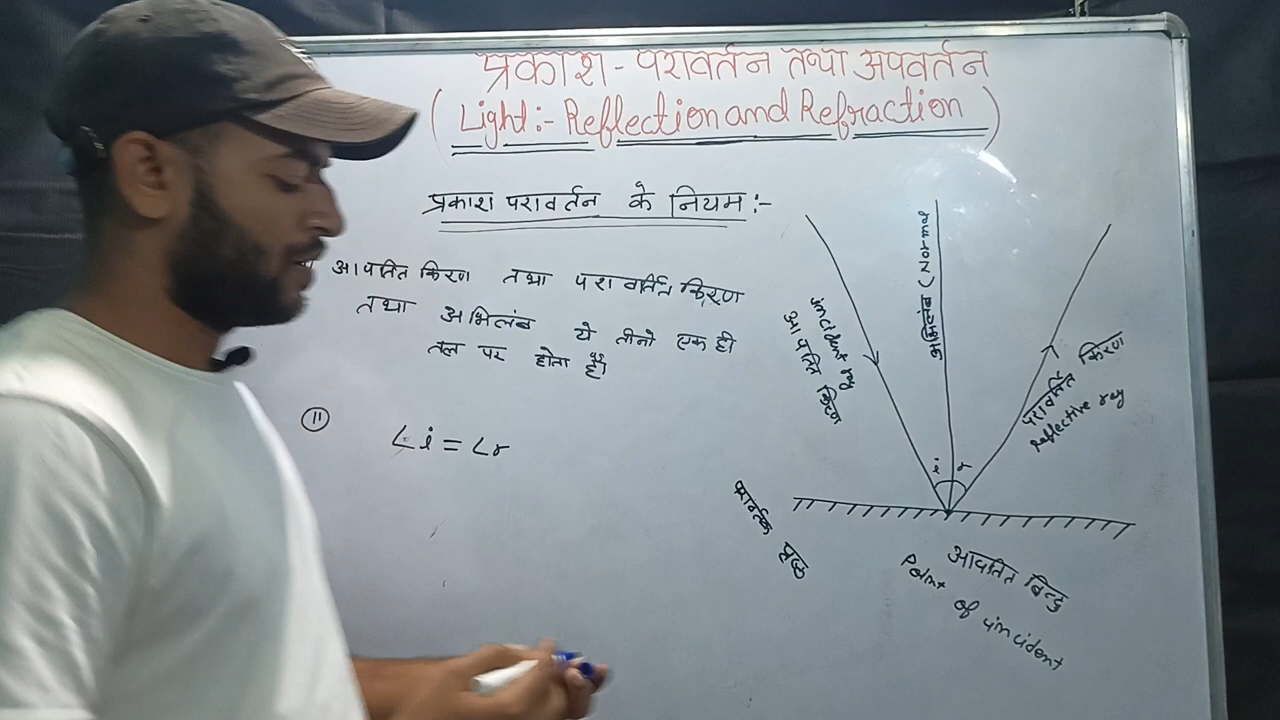 प्रकाश - परावर्तन तथा अपवर्तन
( Light :- Reflection and Refraction )
प्रकाश परावर्तन के नियम :-
आपतित किरण तथा परावर्तित किरण
तथा अभिलंब ये तीनो एक ही
तल पर होता है।
(11)
∠i = ∠r
incident ray
आपतित किरण
अभिलंब (Normal
परावर्तित किरण
Reflective ray
i
r
परावर्तक पृष्ठ
आपतित बिन्दु
Point of incident